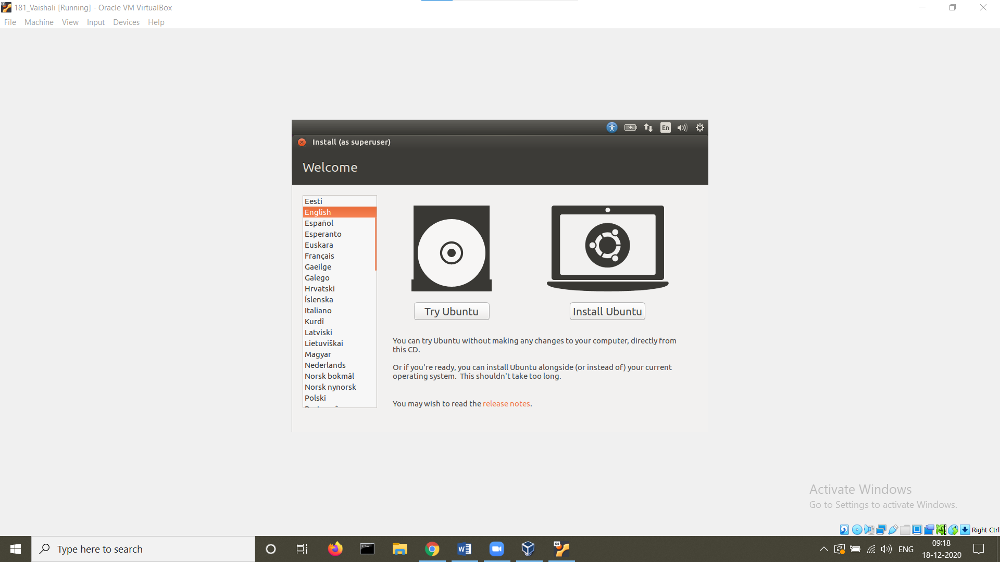 181_Vaishali [Running] - Oracle VM VirtualBox
File Machine View Input Devices Help
En
Install (as superuser)
Welcome
Eesti
English
Español
Esperanto
Euskara
Français
Gaeilge
Galego
Hrvatski
Íslenska
Italiano
Kurdî
Latviski
Lietuviškai
Magyar
Nederlands
Norsk bokmål
Norsk nynorsk
Polski
Try Ubuntu
Install Ubuntu
You can try Ubuntu without making any changes to your computer, directly from
this CD.
Or if you're ready, you can install Ubuntu alongside (or instead of) your current
operating system. This shouldn't take too long.
You may wish to read the release notes.
Activate Windows
Go to Settings to activate Windows.
Right Ctrl
Type here to search
W
64
ENG
09:18
18-12-2020